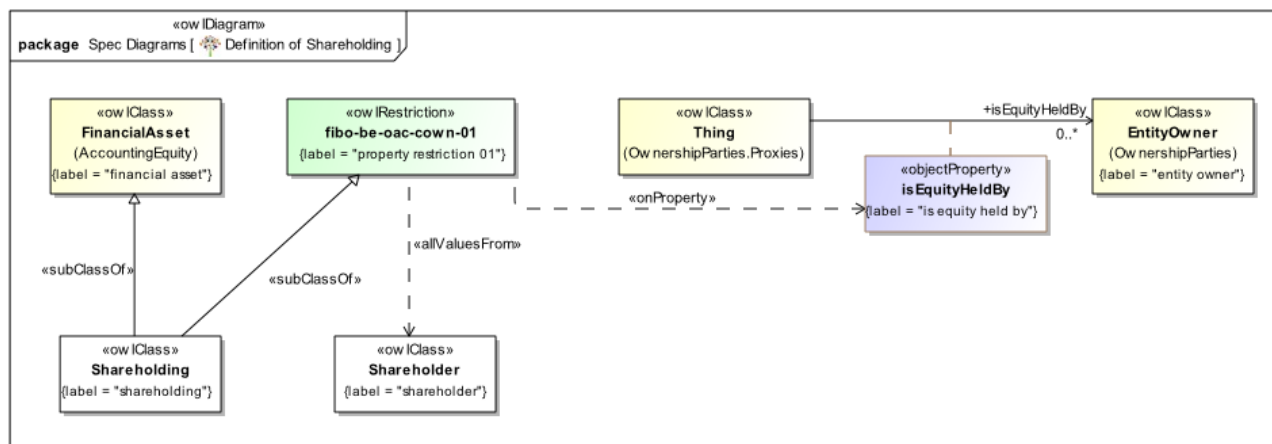 «owlDiagram»
package Spec Diagrams [ Definition of Shareholding ]
«owlClass»
FinancialAsset
(AccountingEquity)
{label = "financial asset"}
«owlRestriction»
fibo-be-oac-cown-01
{label = "property restriction 01"}
«owlClass»
Thing
(OwnershipParties.Proxies)
+isEquityHeldBy
0..*
«owlClass»
EntityOwner
(OwnershipParties)
{label = "entity owner"}
«objectProperty»
isEquityHeldBy
{label = "is equity held by"}
«onProperty»
«allValuesFrom»
«subClassOf»
«subClassOf»
«owlClass»
Shareholding
{label = "shareholding"}
«owlClass»
Shareholder
{label = "shareholder"}